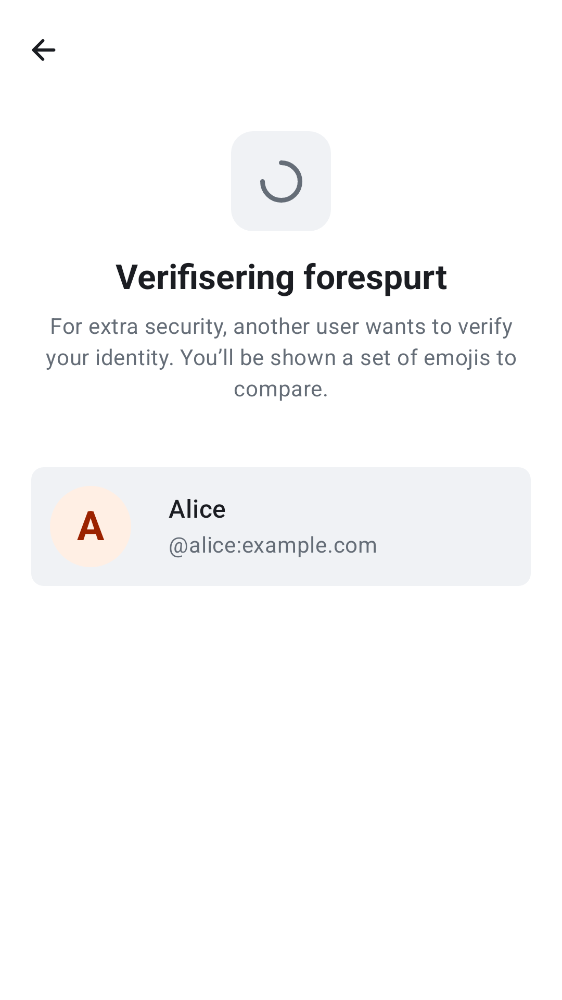 Verifisering forespurt
For extra security, another user wants to verify
your identity. You’ll be shown a set of emojis to
compare.
A
Alice
@alice:example.com